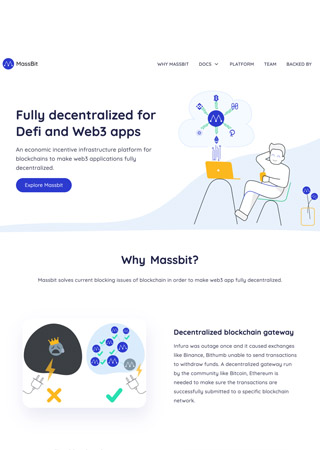 MassBit
WHY MASSBIT DOCS PLATFORM TEAM BACKED BY
Fully decentralized for
Defi and Web3 apps
An economic incentive infrastructure platform for
blockchains to make web3 applications fully
decentralized.
Explore Massbit
Why Massbit?
Massbit solves current blocking issues of blockchain in order to make web3 app fully decentralized.
Decentralized blockchain gateway
Infura was outage once and it caused exchanges
like Binance, Bithumb unable to send transactions
to withdraw funds. A decentralized gateway run
by the community like Bitcoin, Ethereum is
needed to make sure the transactions are
successfully submitted to a specific blockchain
network.